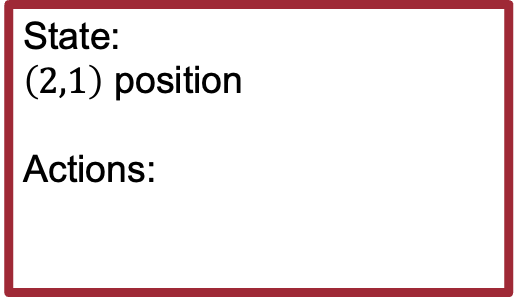 State:
(2,1) position
Actions: